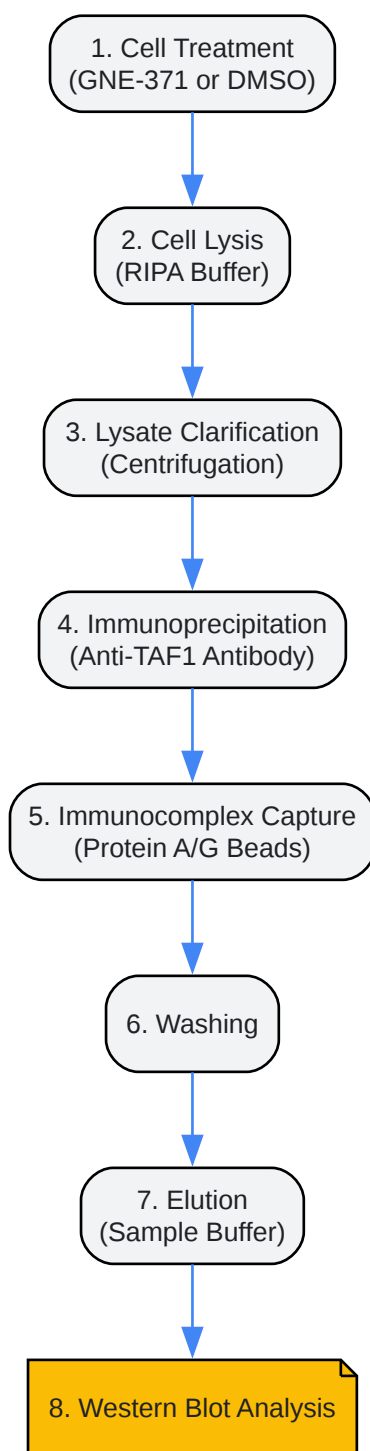 1. Cell Treatment
(GNE-371 or DMSO)
2. Cell Lysis
(RIPA Buffer)
3. Lysate Clarification
(Centrifugation)
4. Immunoprecipitation
(Anti-TAF1 Antibody)
5. Immunocomplex Capture
(Protein A/G Beads)
6. Washing
7. Elution
(Sample Buffer)
8. Western Blot Analysis